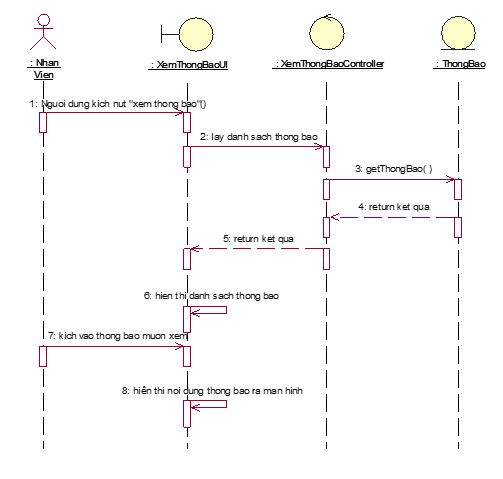 : Nhan
Vien
: XemThongBaoUI
: XemThongBaoController
: ThongBao
1: Nguoi dung kich nut "xem thong bao"()
2: lay danh sach thong bao
3: getThongBao( )
4: return ket qua
5: return ket qua
6: hien thi danh sach thong bao
7: kich vao thong bao muon xem
8: hiển thi noi dung thong bao ra man hinh